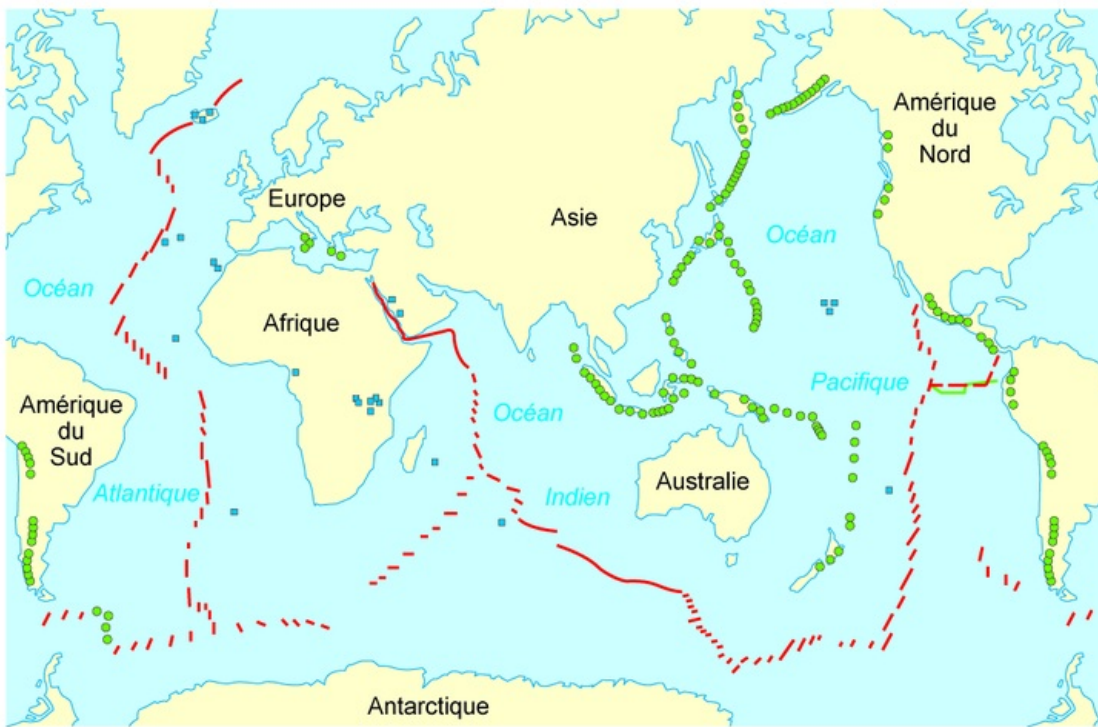 Amérique
du
Nord
Europe
Asie
Océan
Océan
Afrique
Pacifique
Amérique
du
Sud
Océan
Atlantique
Indien
Australie
Antarctique